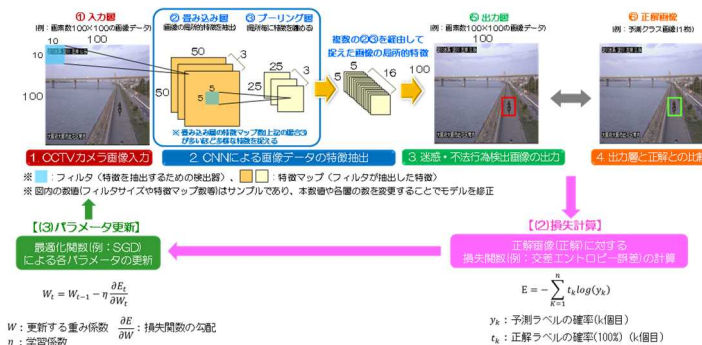 ① 入力層
(例：画素数100×100の画像データ)
100
10
10
100
② 畳み込み層
画像の局所的特徴を抽出
50
3
50
5
5
③ プーリング層
局所毎に特徴を纏める
25
3
25
※ 畳み込み層の特徴マップ数(上記の場合3)
が多いほど多様な特徴を捉える
複数の②③を経由して
捉えた画像の局所的特徴
5
5
16
⑤ 出力層
(例：画素数100×100の画像データ)
100
100
⑥ 正解画像
(例：予測クラス画像(1枚)
1. CCTVカメラ画像入力
2. CNNによる画像データの特徴抽出
3. 迷惑・不法行為検出画像の出力
4. 出力層と正解との比較
※ ：フィルタ（特徴を抽出するための検出器）、 ：特徴マップ（フィルタが抽出した特徴）
※ 図内の数値(フィルタサイズや特徴マップ数等)はサンプルであり、本数値や各層の数を変更することでモデルを修正
【(3)パラメータ更新】
最適化関数(例：SGD)
による各パラメータの更新
【(2)損失計算】
正解画像(正解)に対する
損失関数(例：交差エントロピー誤差)の計算
W_t = W_{t-1} − η ∂E_t/∂W_t
W：更新する重み係数 ∂E/∂W：損失関数の勾配
η：学習係数
E = − ∑_{K=1}^{n} t_k log(y_k)
y_k：予測ラベルの確率(k個目)
t_k：正解ラベルの確率(100%)（k個目）